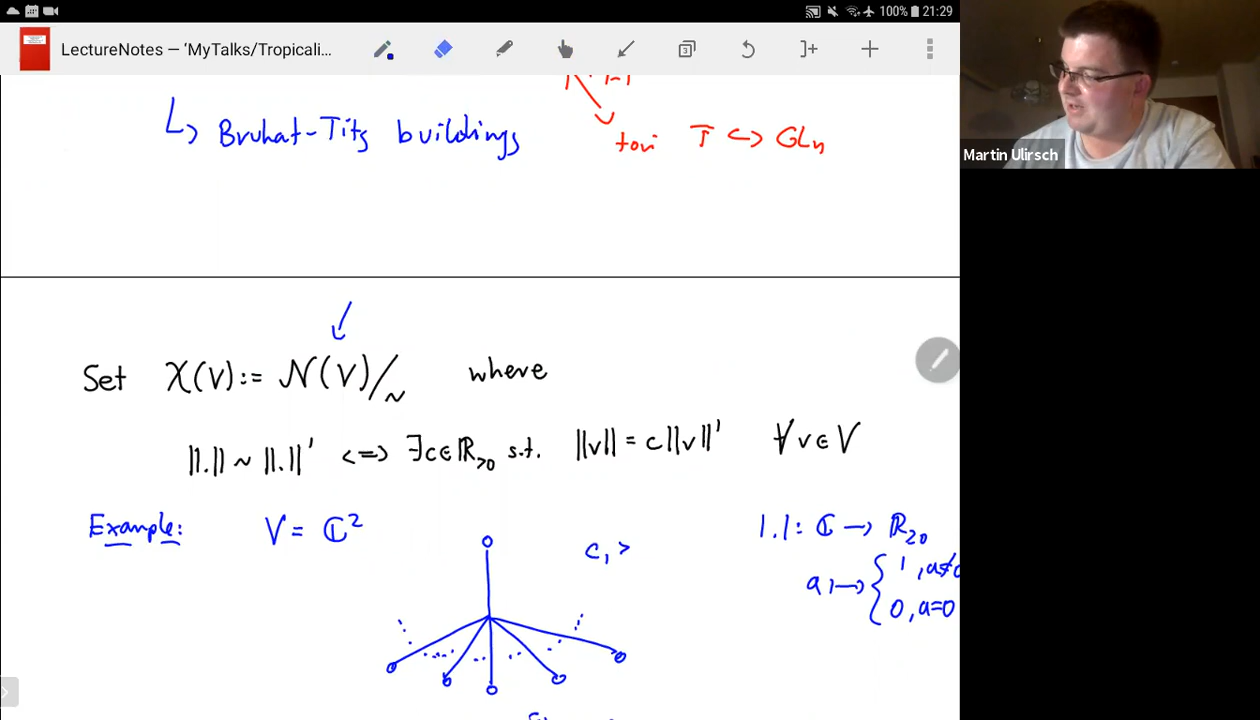 100% 21:29
LectureNotes — ‘MyTalks/Tropicali...
Martin Ulirsch
↳ Bruhat-Tits buildings
tori T ↪ GLn
Set X(V) := N(V)/~ where
||.|| ~ ||.||' <=> ∃c∈ℝ>0 s.t. ||v|| = c||v||' ∀v∈V
Example: V = ℂ²
c, >
|.|: ℂ → ℝ≥0
a ↦ { 1, a≠0
0, a=0